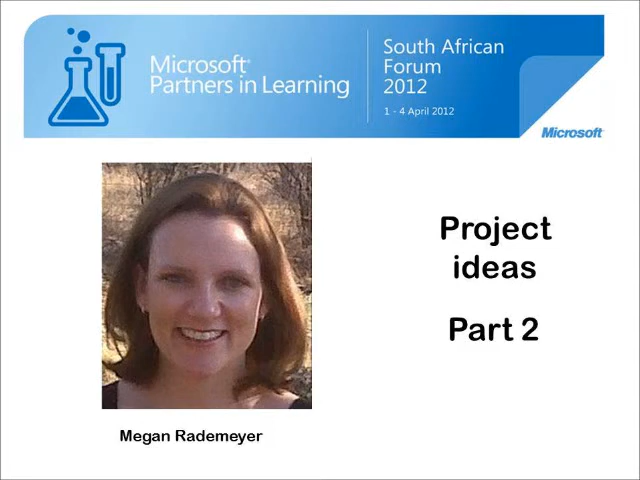 Microsoft®
Partners in Learning
South African
Forum
2012
1 - 4 April 2012
Microsoft
Project
ideas
Part 2
Megan Rademeyer